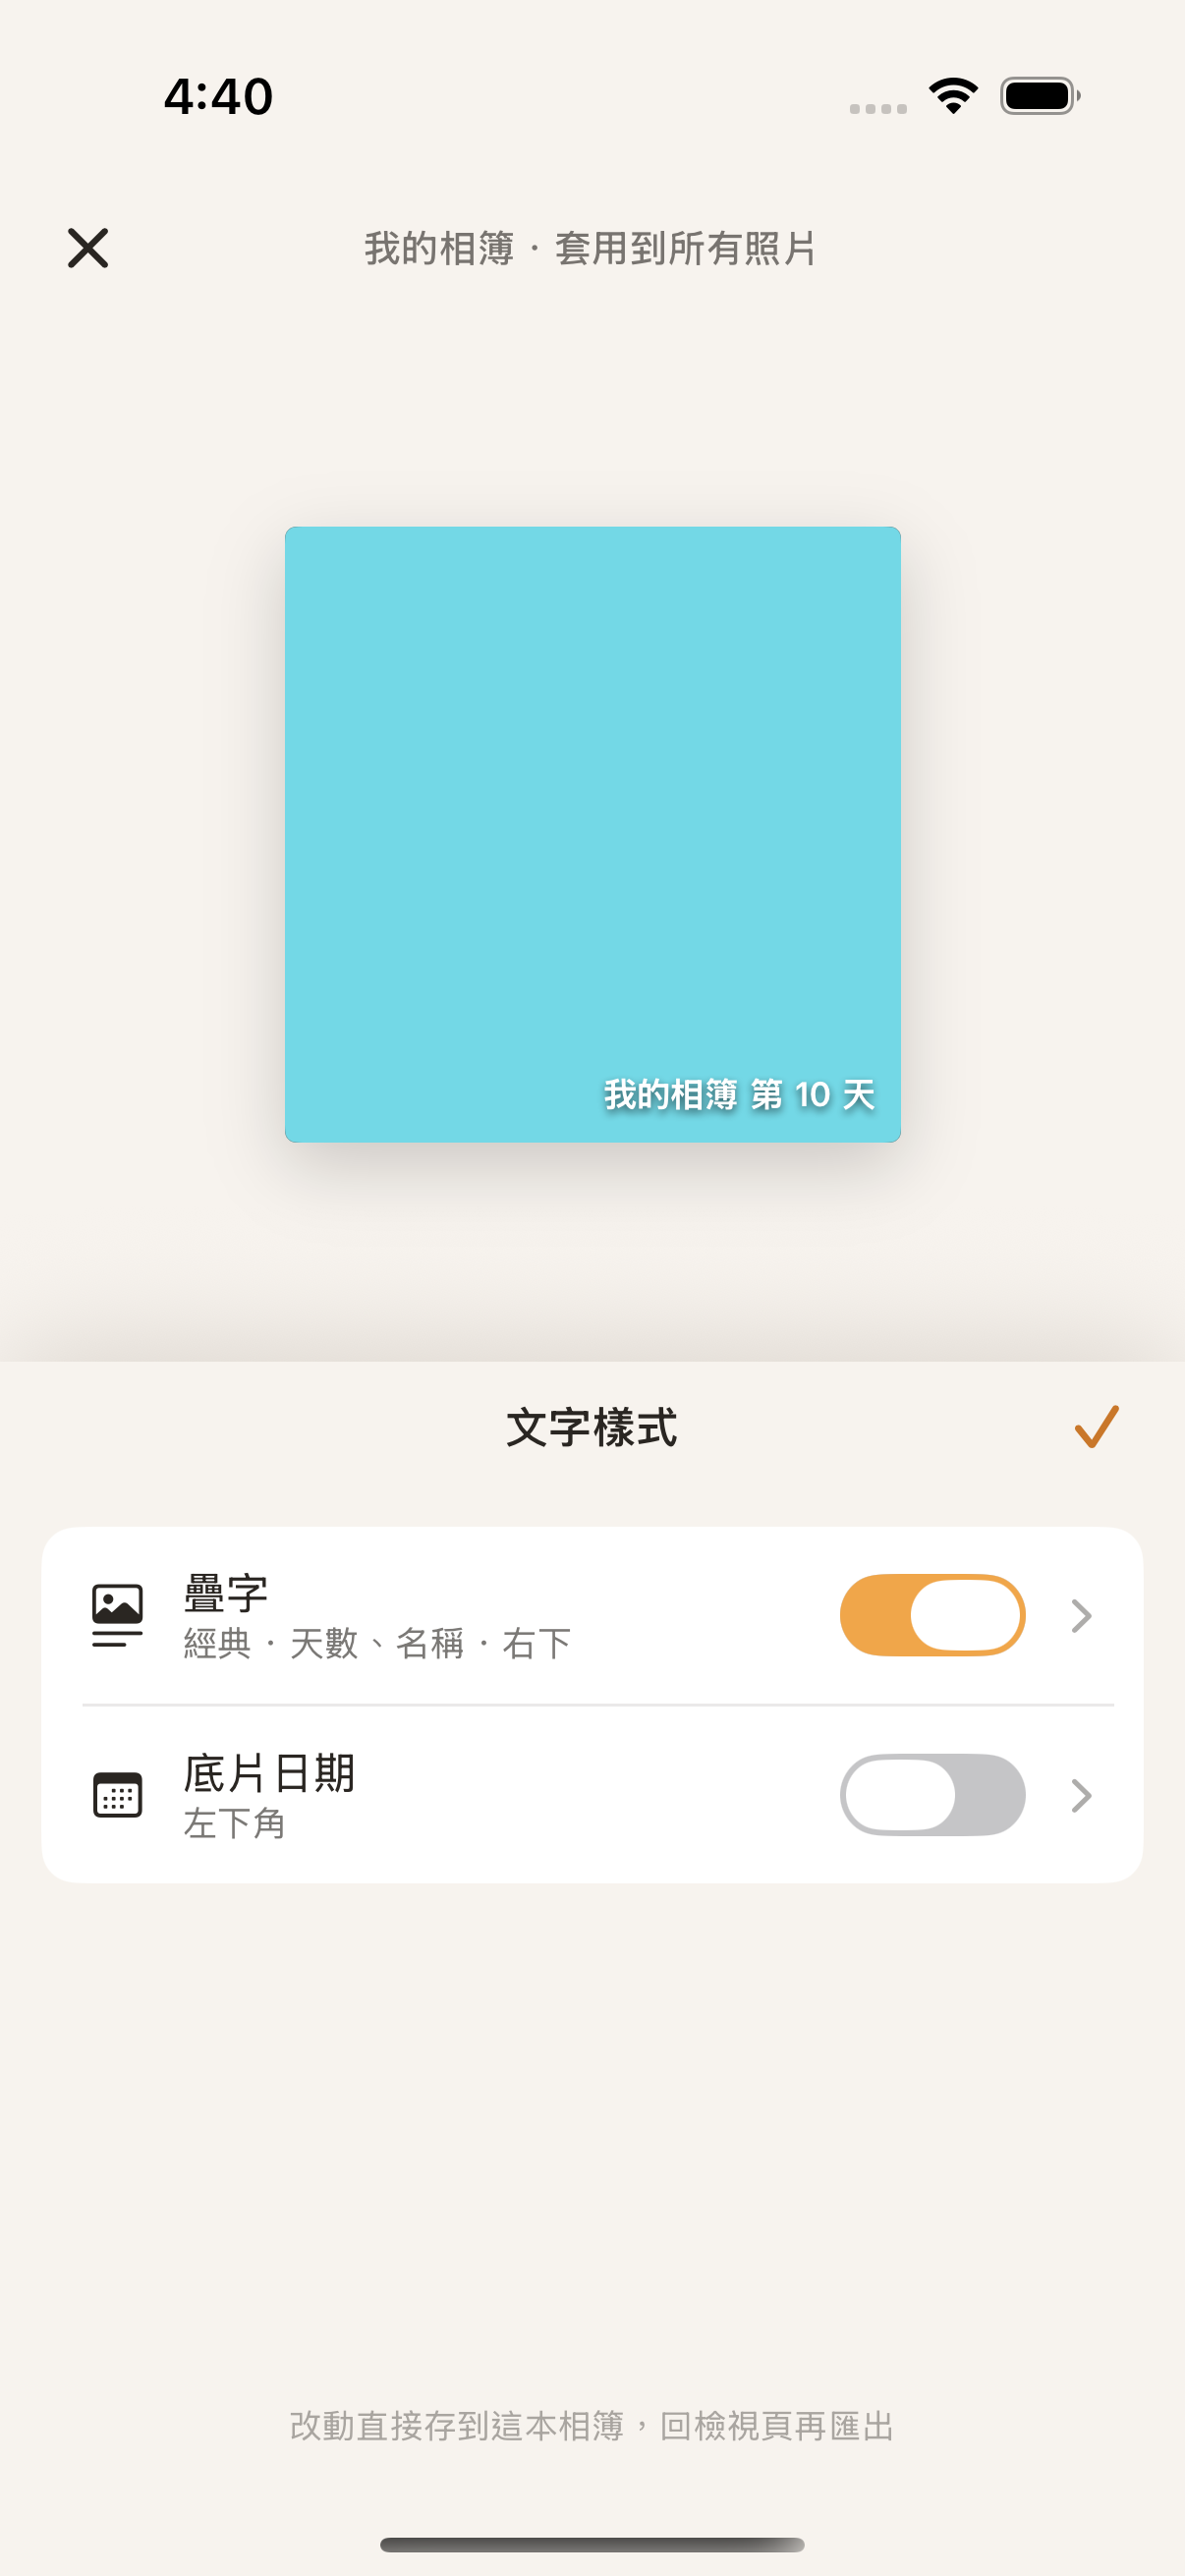 4:40
我的相簿 · 套用到所有照片
我的相簿 第 10 天
文字樣式
疊字
經典 · 天數、名稱 · 右下
底片日期
左下角
改動直接存到這本相簿，回檢視頁再匯出